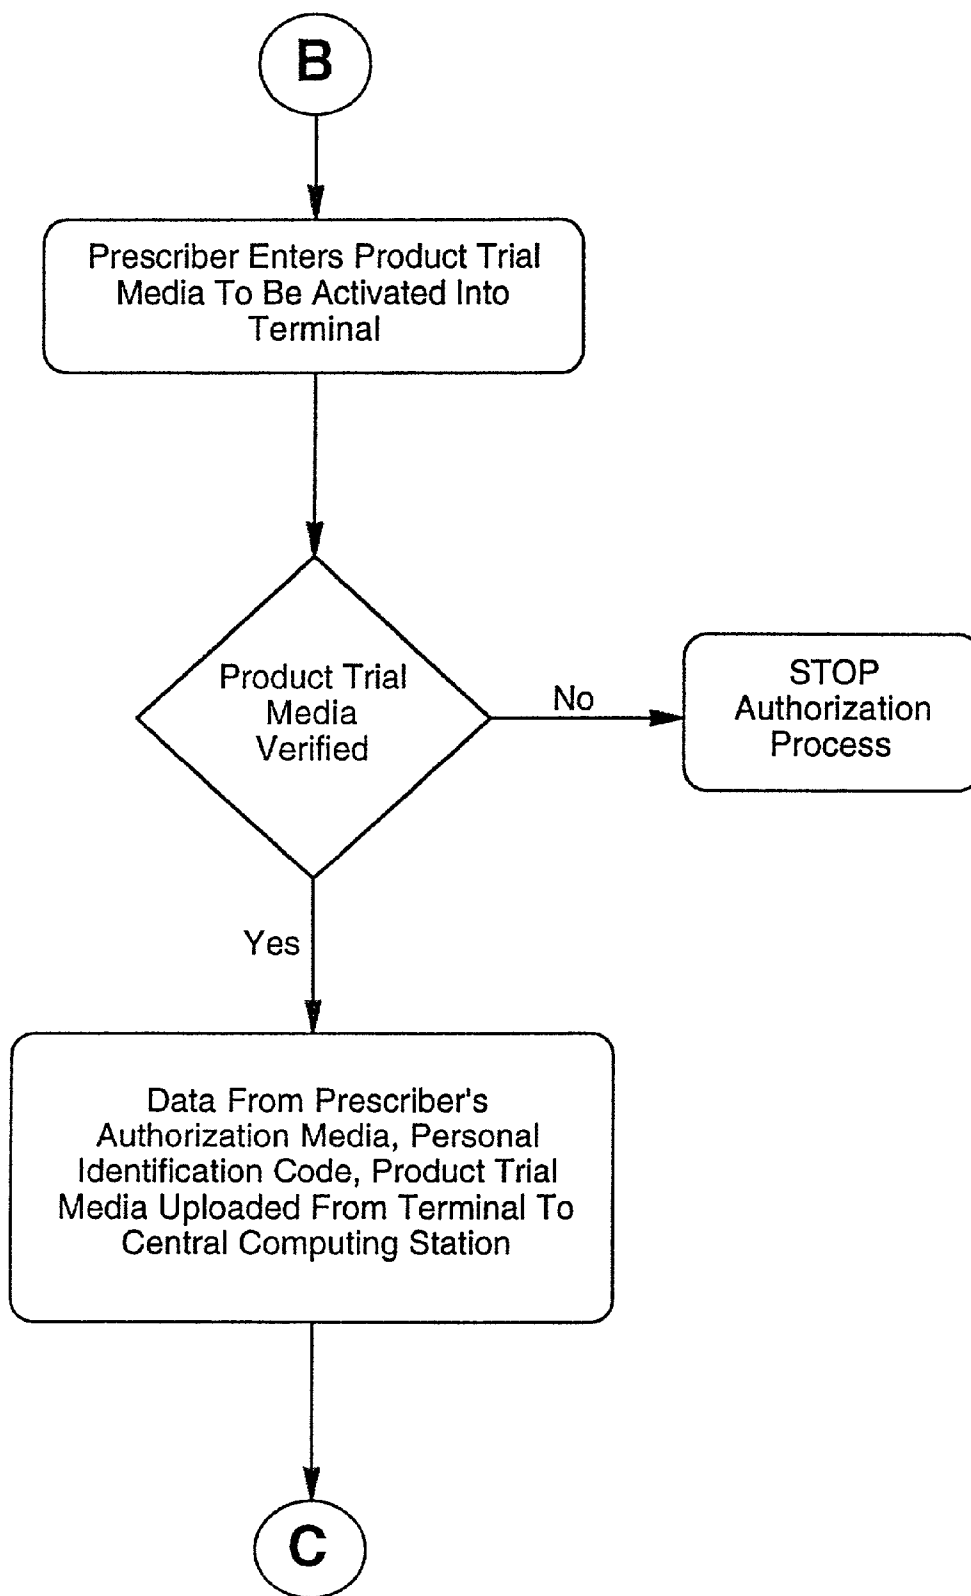 B
Prescriber Enters Product Trial
Media To Be Activated Into
Terminal
Product Trial
Media
Verified
No
STOP
Authorization
Process
Yes
Data From Prescriber's
Authorization Media, Personal
Identification Code, Product Trial
Media Uploaded From Terminal To
Central Computing Station
C